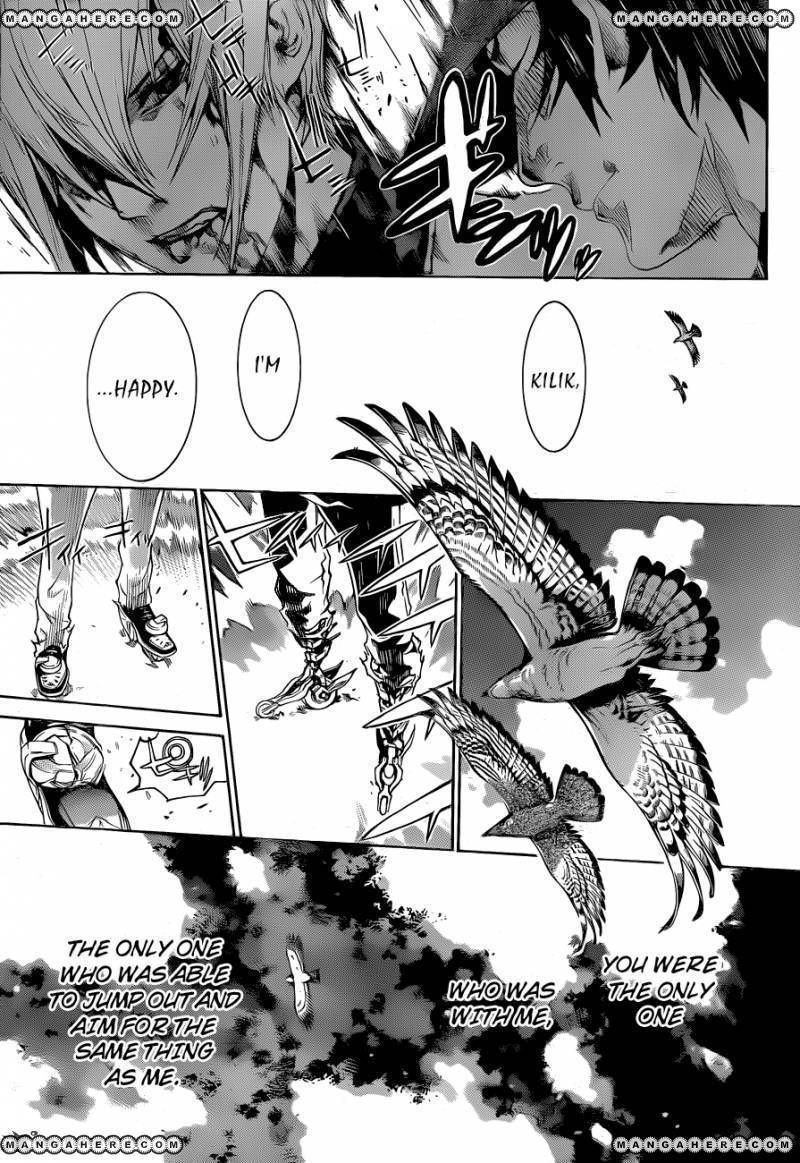 MANGAHERE.COM
MANGAHERE.COM
KILIK,
I'M
...HAPPY.
YOU WERE
THE ONLY
ONE
WHO WAS
WITH ME,
THE ONLY ONE
WHO WAS ABLE
TO JUMP OUT AND
AIM FOR THE
SAME THING
AS ME.
MANGAHERE.COM
MANGAHERE.COM